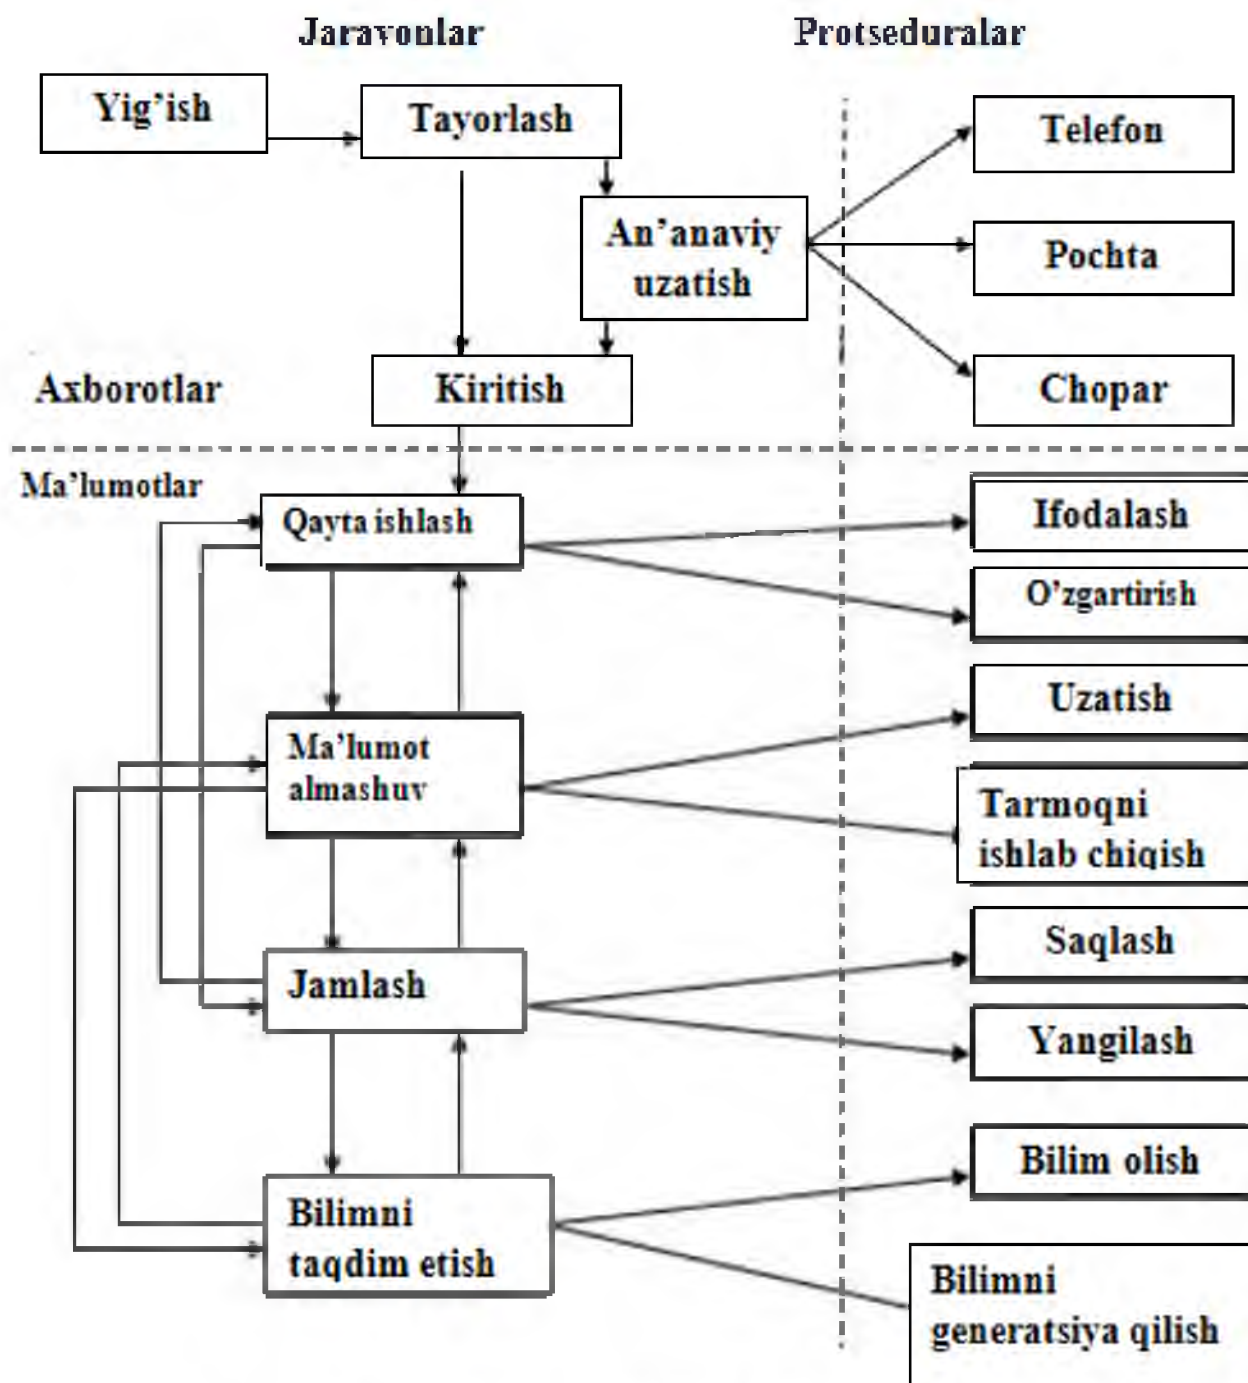 Jarayonlar
Protseduralar
Yig’ish
Tayorlash
Telefon
An’anaviy
uzatish
Pochta
Axborotlar
Kiritish
Chopar
Ma’lumotlar
Qayta ishlash
Ifodalash
O’zgartirish
Uzatish
Ma’lumot
almashuv
Tarmoqni
ishlab chiqish
Saqlash
Jamlash
Yangilash
Bilim olish
Bilimni
taqdim etish
Bilimni
generatsiya qilish